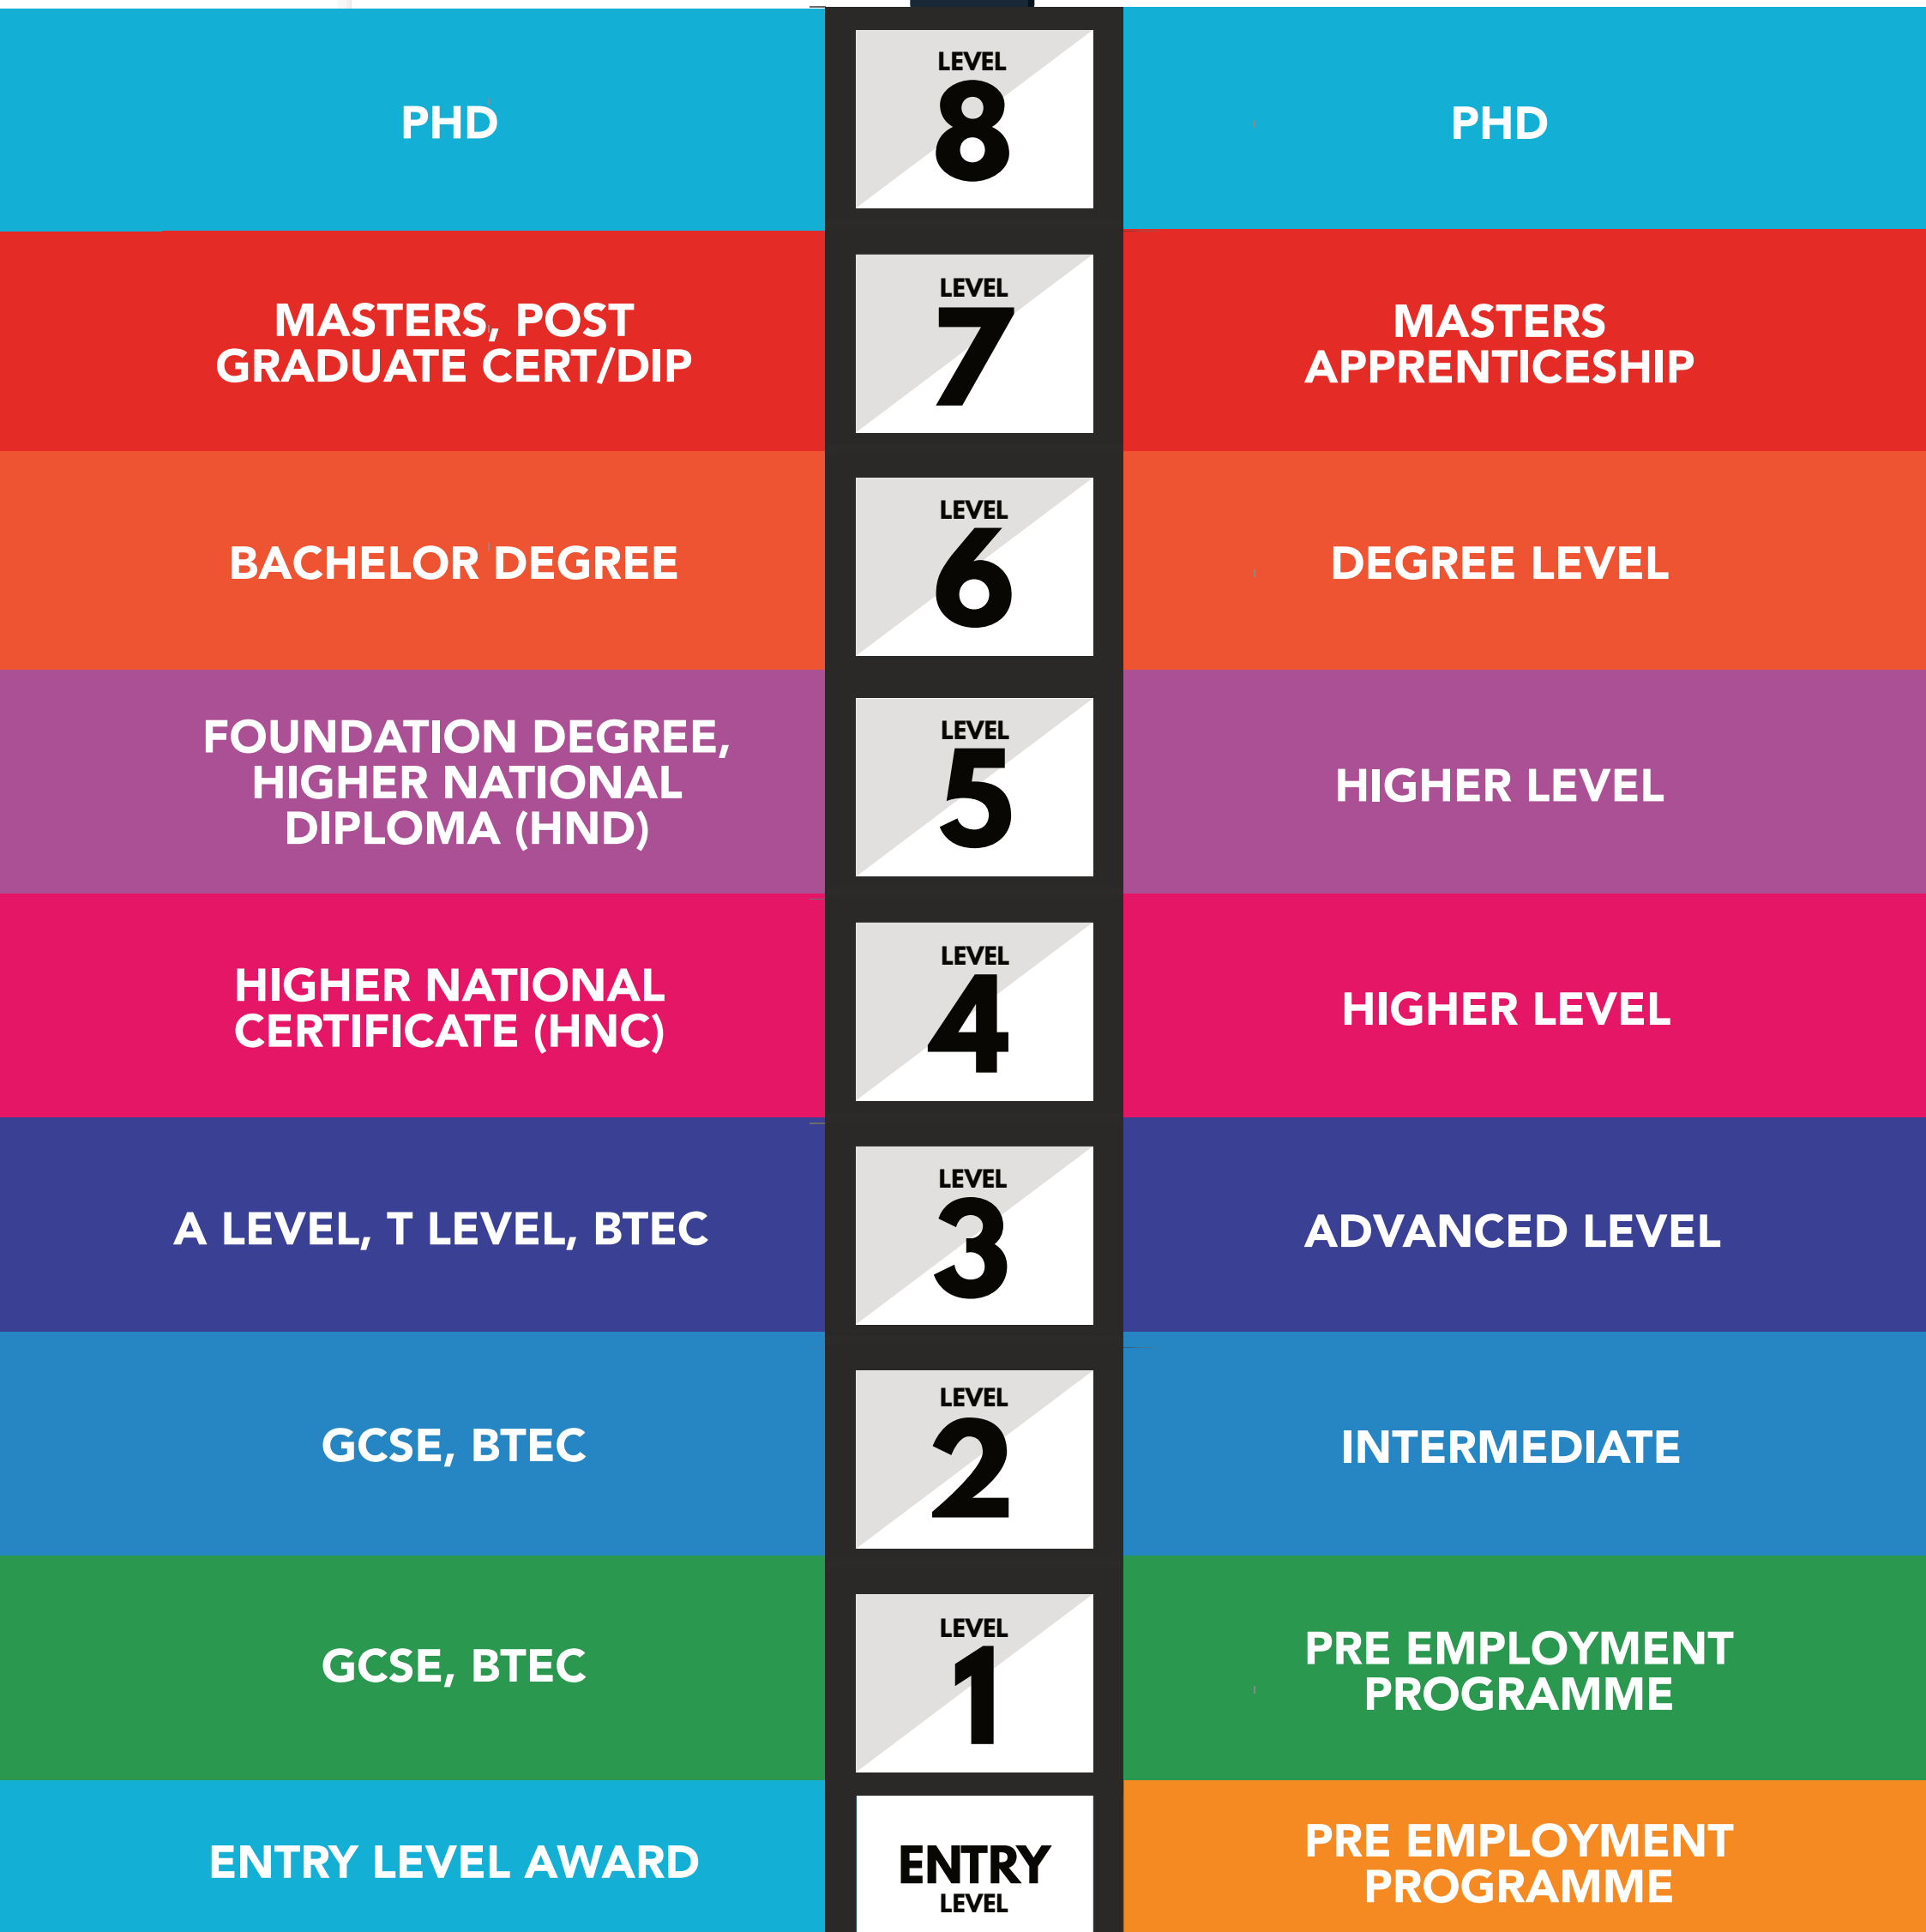 PHD
LEVEL
8
PHD
MASTERS, POST
GRADUATE CERT/DIP
LEVEL
7
MASTERS
APPRENTICESHIP
BACHELOR DEGREE
LEVEL
6
DEGREE LEVEL
FOUNDATION DEGREE,
HIGHER NATIONAL
DIPLOMA (HND)
LEVEL
5
HIGHER LEVEL
HIGHER NATIONAL
CERTIFICATE (HNC)
LEVEL
4
HIGHER LEVEL
A LEVEL, T LEVEL, BTEC
LEVEL
3
ADVANCED LEVEL
GCSE, BTEC
LEVEL
2
INTERMEDIATE
GCSE, BTEC
LEVEL
1
PRE EMPLOYMENT
PROGRAMME
ENTRY LEVEL AWARD
ENTRY
LEVEL
PRE EMPLOYMENT
PROGRAMME